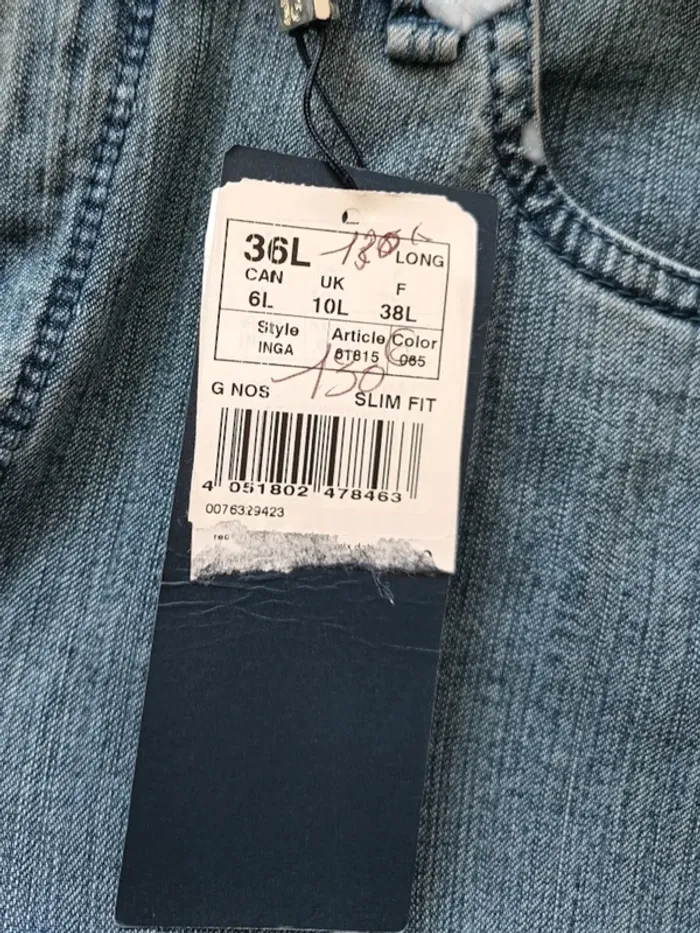 36L 130 LONG
CAN UK F
6L 10L 38L
Style Article Color
INGA 81815 065
130
G NOS SLIM FIT
4 051802 478463
0076329423